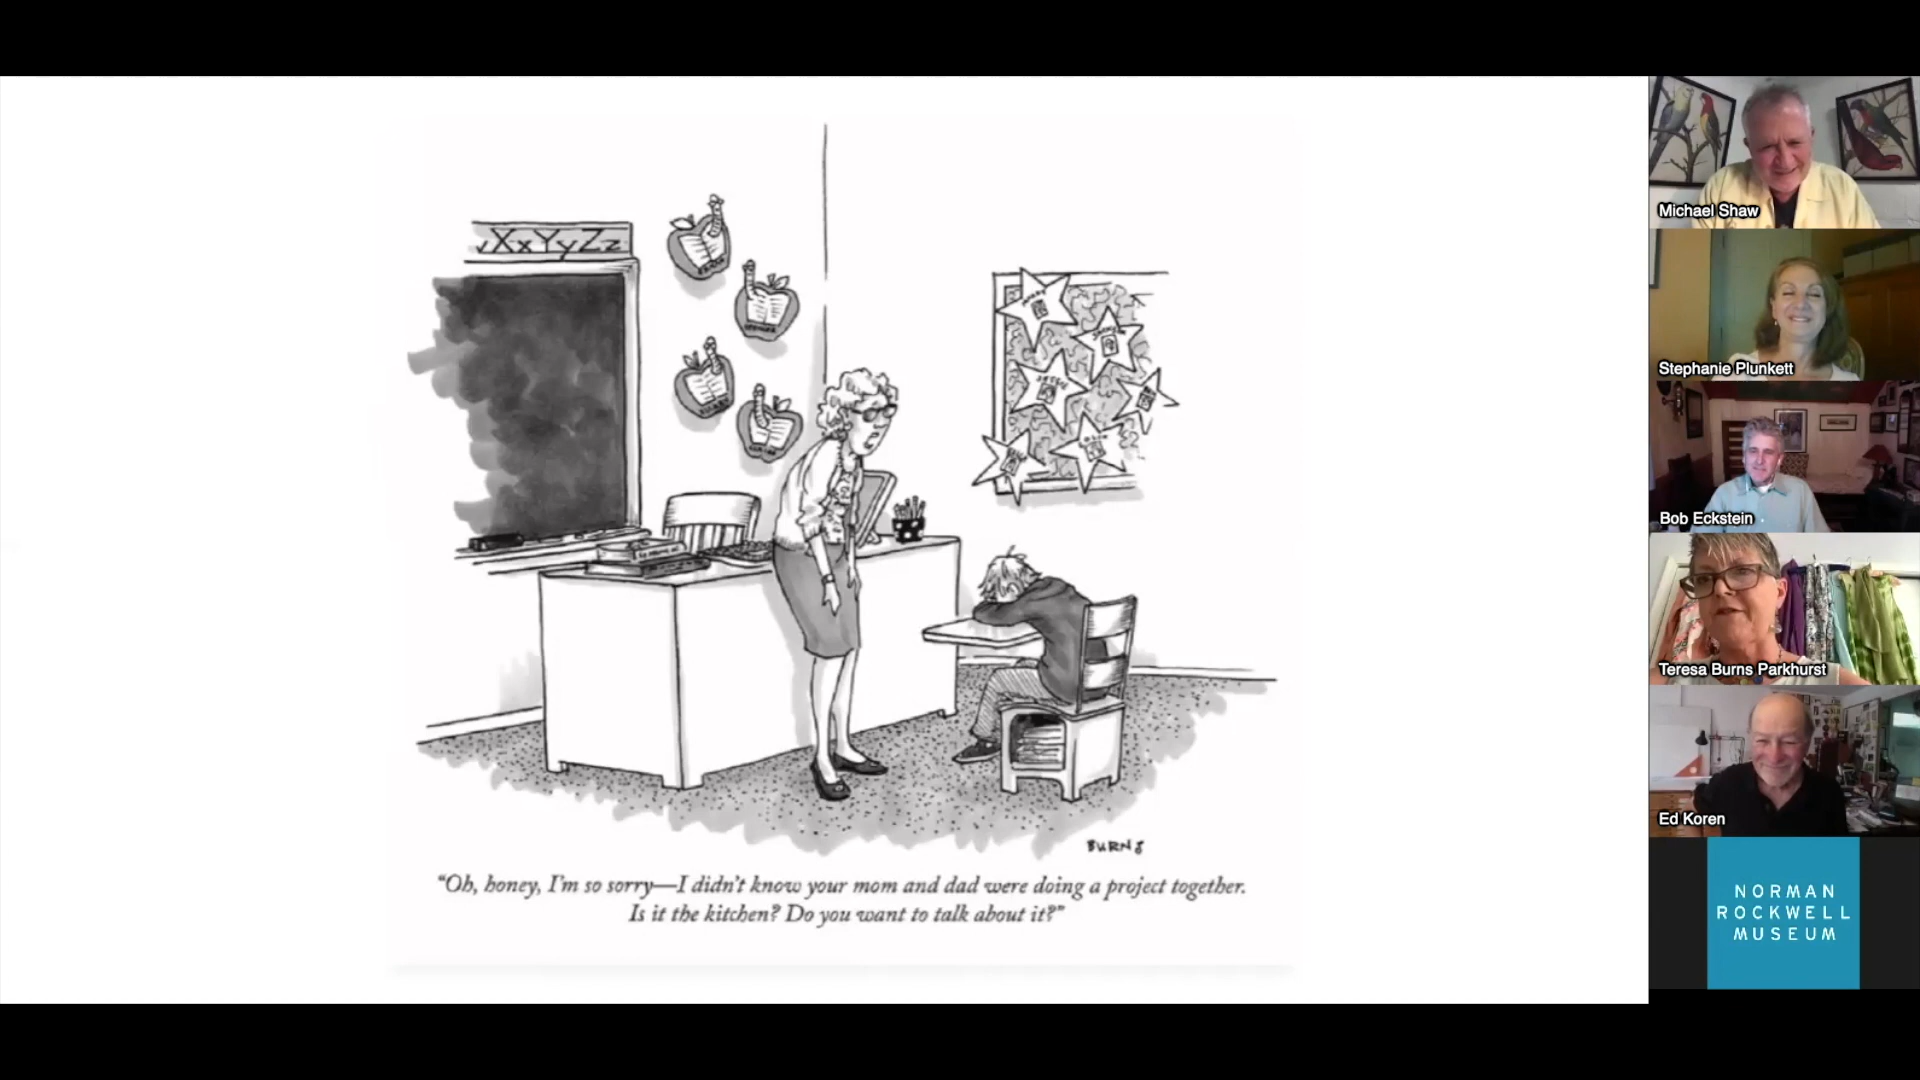 xXxYyZz
BURNS
“Oh, honey, I'm so sorry—I didn't know your mom and dad were doing a project together.
Is it the kitchen? Do you want to talk about it?”
Michael Shaw
Stephanie Plunkett
Bob Eckstein
Teresa Burns Parkhurst
Ed Koren
NORMAN
ROCKWELL
MUSEUM